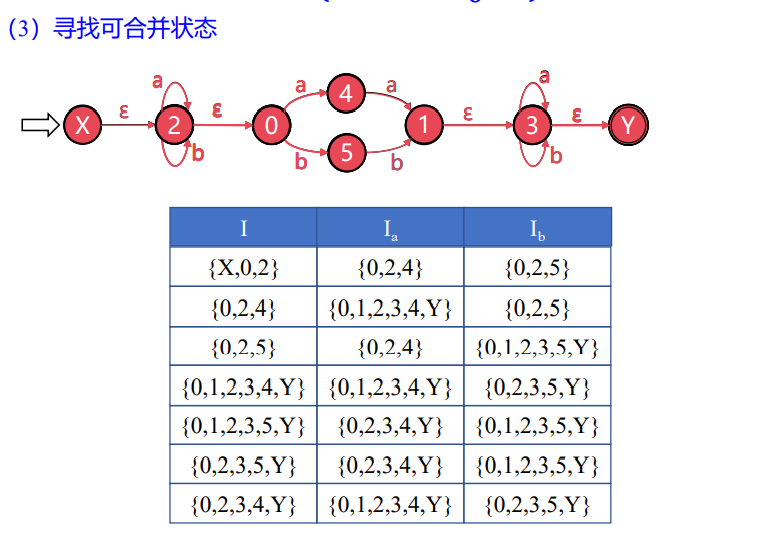 (3) 寻找可合并状态
a a a a
X ε 2 ε 0 4 1 ε 3 ε Y
b b 5 b b
I I_a I_b
{X,0,2} {0,2,4} {0,2,5}
{0,2,4} {0,1,2,3,4,Y} {0,2,5}
{0,2,5} {0,2,4} {0,1,2,3,5,Y}
{0,1,2,3,4,Y} {0,1,2,3,4,Y} {0,2,3,5,Y}
{0,1,2,3,5,Y} {0,2,3,4,Y} {0,1,2,3,5,Y}
{0,2,3,5,Y} {0,2,3,4,Y} {0,1,2,3,5,Y}
{0,2,3,4,Y} {0,1,2,3,4,Y} {0,2,3,5,Y}